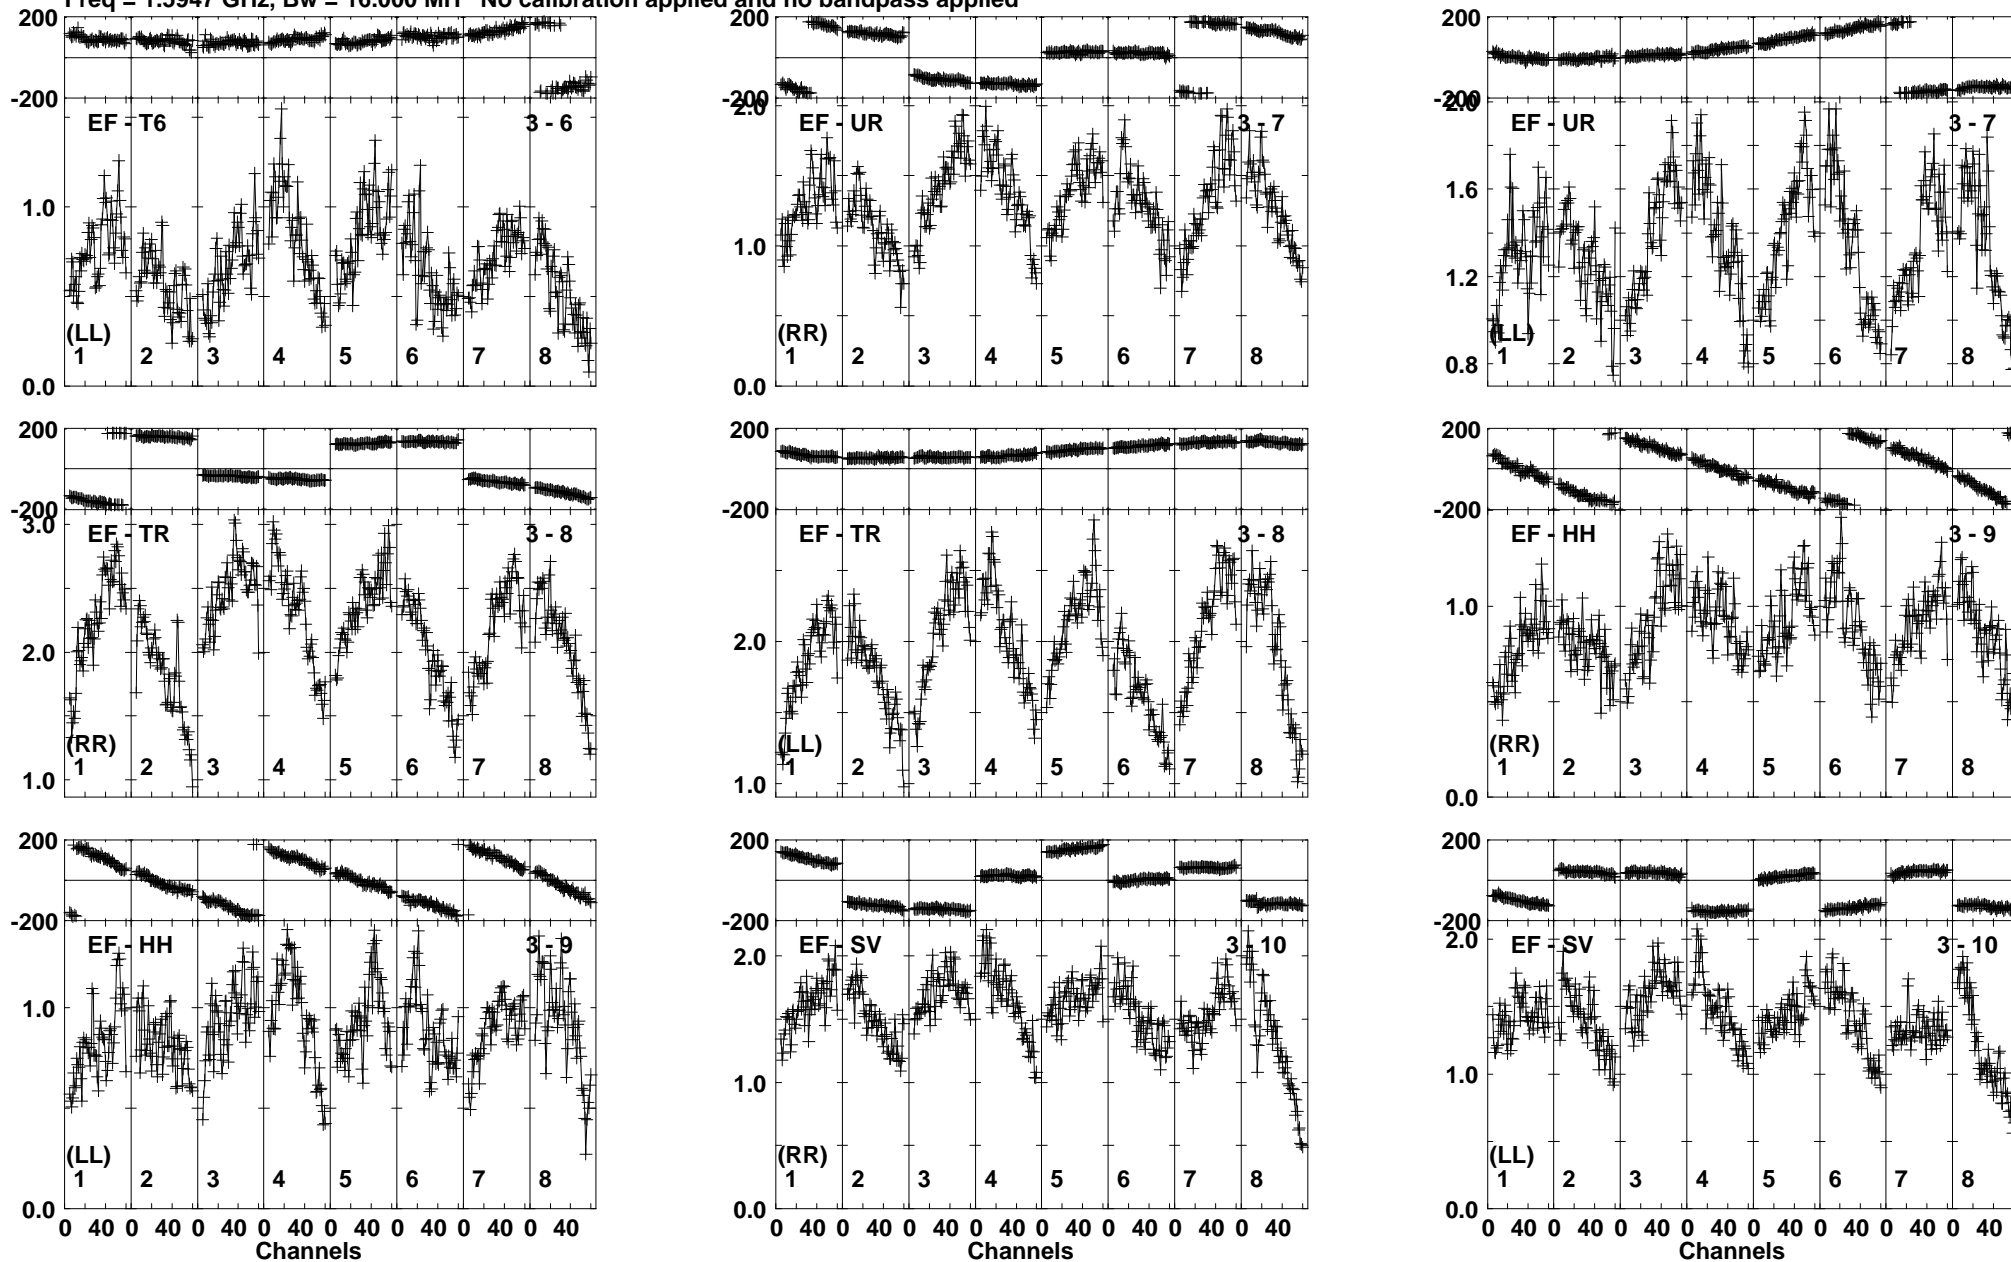 Freq = 1.5947 GHz, Bw = 16.000 MH No calibration applied and no bandpass applied
200 200 200
-200 -200 -200
EF - T6 3 - 6 2.0 EF - UR 3 - 7 2.0 EF - UR 3 - 7
1.6
1.0 1.0 1.2
(LL) (RR) (LL)
0.8
1 2 3 4 5 6 7 8 1 2 3 4 5 6 7 8 1 2 3 4 5 6 7 8
0.0 0.0
200 200 200
-200 -200 -200
3.0 EF - TR 3 - 8 EF - TR 3 - 8 EF - HH 3 - 9
2.0 2.0 1.0
(RR) (LL) (RR)
1 2 3 4 5 6 7 8 1 2 3 4 5 6 7 8 1 2 3 4 5 6 7 8
1.0 1.0 0.0
200 200 200
-200 -200 -200
EF - HH 3 - 9 2.0 EF - SV 3 - 10 2.0 EF - SV 3 - 10
1.0 1.0 1.0
(LL) (RR) (LL)
1 2 3 4 5 6 7 8 1 2 3 4 5 6 7 8 1 2 3 4 5 6 7 8
0.0 0.0 0.0
0 40 0 40 0 40 0 40 0 40 0 40 0 40 0 40 0 40 0 40 0 40 0 40 0 40 0 40 0 40 0 40 0 40 0 40 0 40 0 40 0 40 0 40 0 40 0 40
Channels Channels